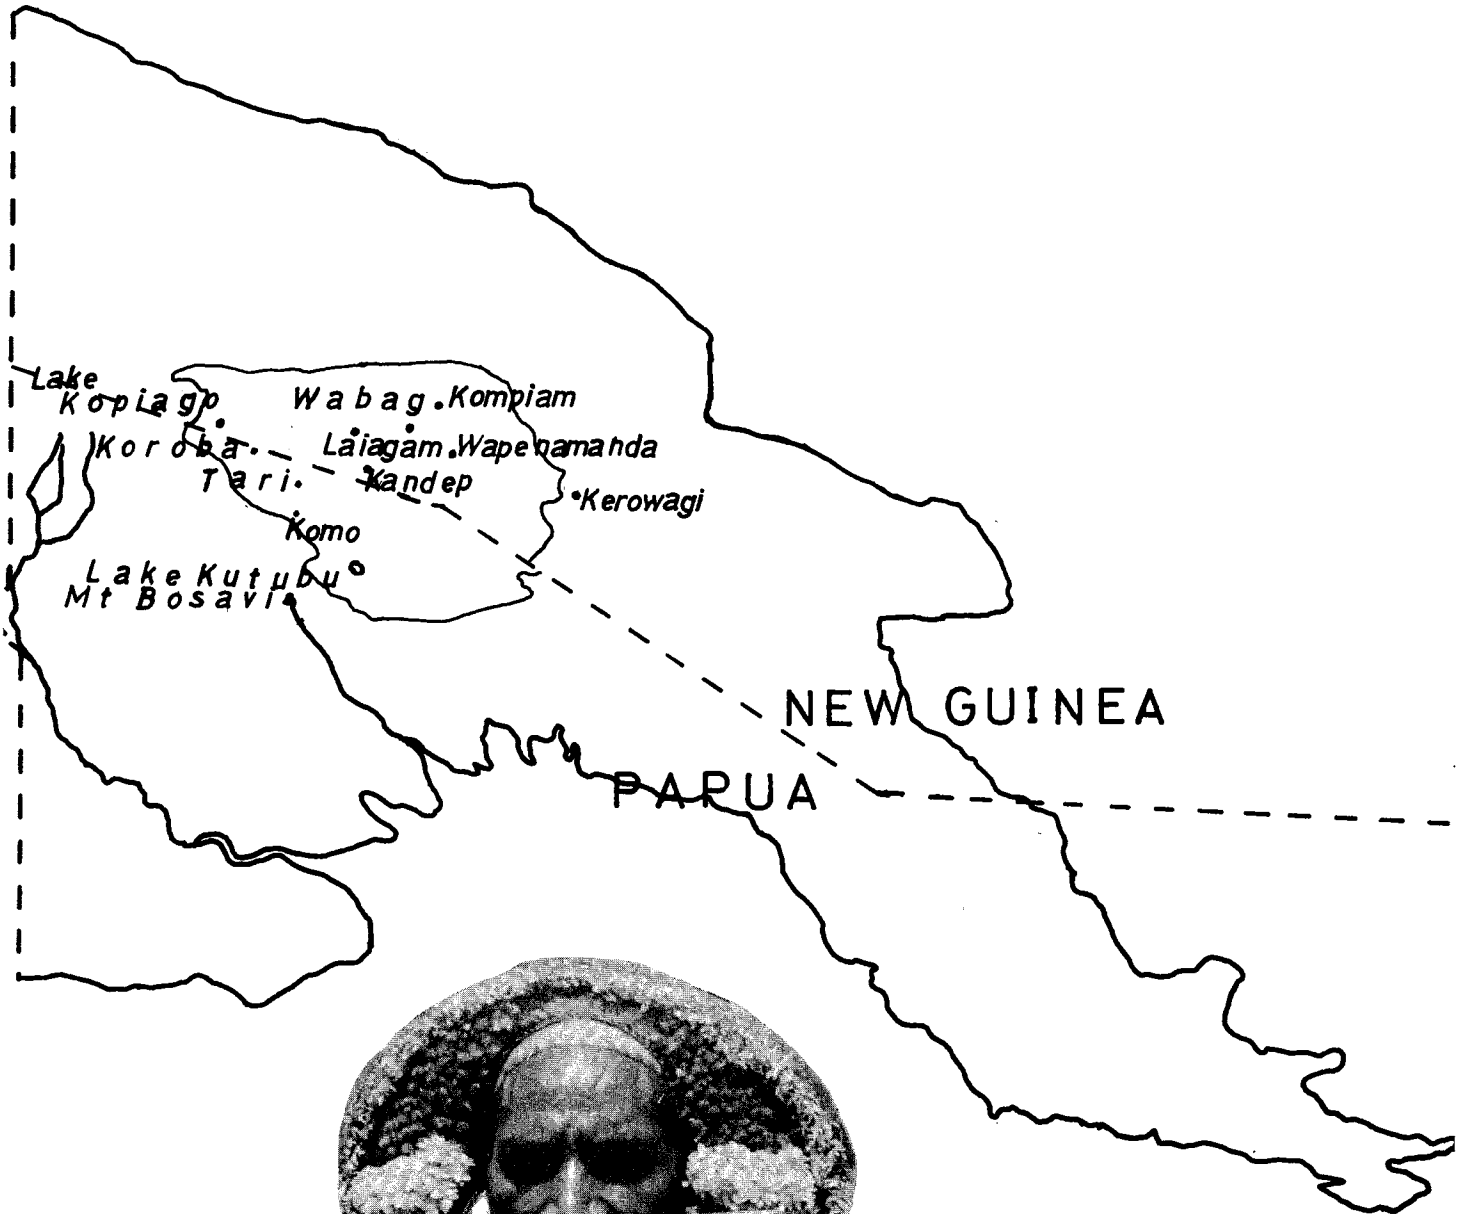 Lake
Kopiago
Wabag
Kompiam
Koroba
Laiagam
Wapenamanda
Tari
Kandep
Kerowagi
Komo
Lake Kutubu
Mt Bosavi
NEW GUINEA
PAPUA